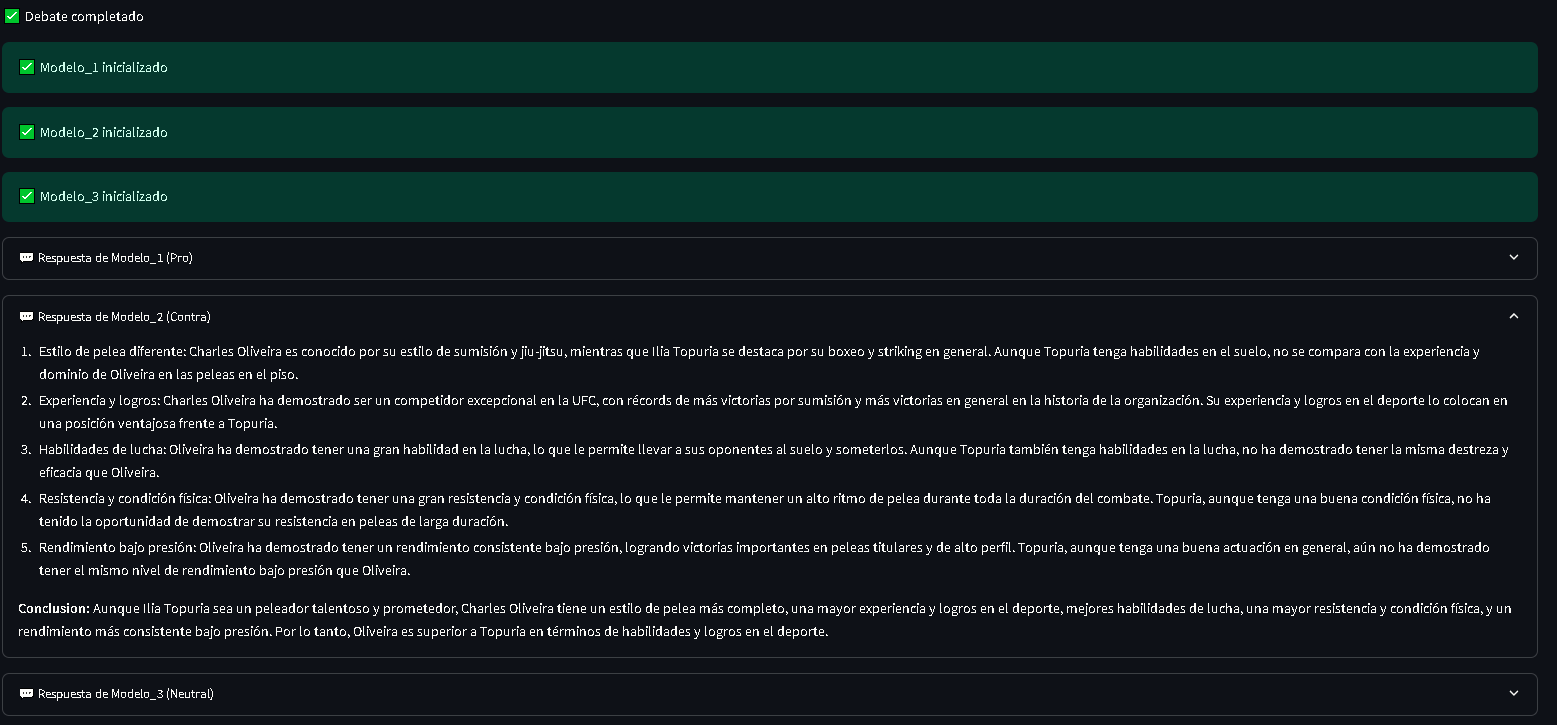 Debate completado
Modelo_1 inicializado
Modelo_2 inicializado
Modelo_3 inicializado
Respuesta de Modelo_1 (Pro)
Respuesta de Modelo_2 (Contra)
1. Estilo de pelea diferente: Charles Oliveira es conocido por su estilo de sumisión y jiu-jitsu, mientras que Ilia Topuria se destaca por su boxeo y striking en general. Aunque Topuria tenga habilidades en el suelo, no se compara con la experiencia y
dominio de Oliveira en las peleas en el piso.
2. Experiencia y logros: Charles Oliveira ha demostrado ser un competidor excepcional en la UFC, con récords de más victorias por sumisión y más victorias en general en la historia de la organización. Su experiencia y logros en el deporte lo colocan en
una posición ventajosa frente a Topuria.
3. Habilidades de lucha: Oliveira ha demostrado tener una gran habilidad en la lucha, lo que le permite llevar a sus oponentes al suelo y someterlos. Aunque Topuria también tenga habilidades en la lucha, no ha demostrado tener la misma destreza y
eficacia que Oliveira.
4. Resistencia y condición física: Oliveira ha demostrado tener una gran resistencia y condición física, lo que le permite mantener un alto ritmo de pelea durante toda la duración del combate. Topuria, aunque tenga una buena condición física, no ha
tenido la oportunidad de demostrar su resistencia en peleas de larga duración.
5. Rendimiento bajo presión: Oliveira ha demostrado tener un rendimiento consistente bajo presión, logrando victorias importantes en peleas titulares y de alto perfil. Topuria, aunque tenga una buena actuación en general, aún no ha demostrado
tener el mismo nivel de rendimiento bajo presión que Oliveira.
Conclusion: Aunque Ilia Topuria sea un peleador talentoso y prometedor, Charles Oliveira tiene un estilo de pelea más completo, una mayor experiencia y logros en el deporte, mejores habilidades de lucha, una mayor resistencia y condición física, y un
rendimiento más consistente bajo presión. Por lo tanto, Oliveira es superior a Topuria en términos de habilidades y logros en el deporte.
Respuesta de Modelo_3 (Neutral)